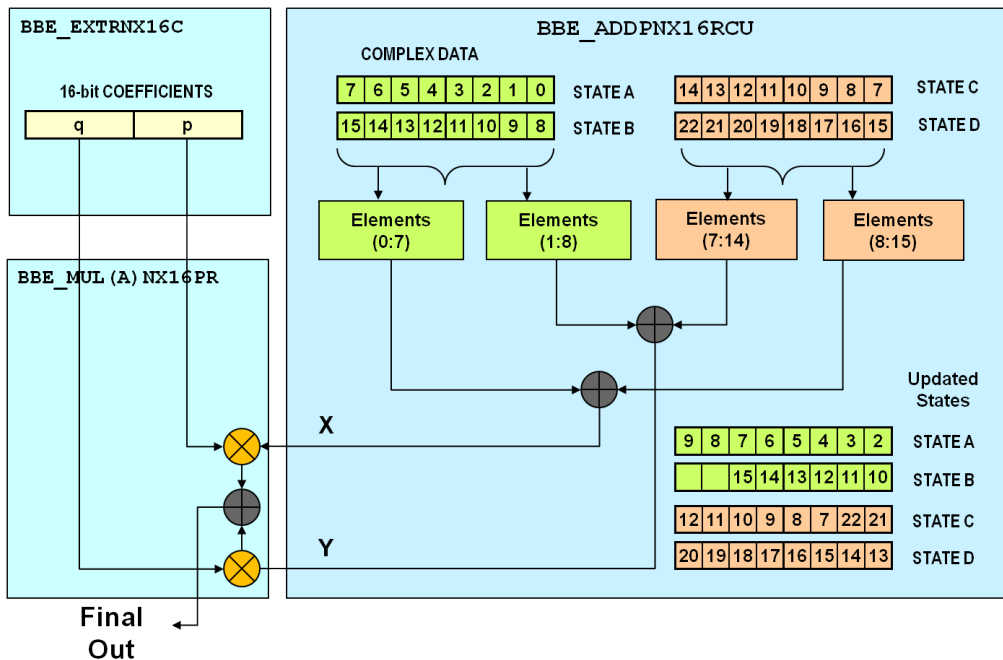 BBE_EXTRNX16C
16-bit COEFFICIENTS
q p
BBE_ADDPNX16RCU
COMPLEX DATA
7 6 5 4 3 2 1 0 STATE A
15 14 13 12 11 10 9 8 STATE B
14 13 12 11 10 9 8 7 STATE C
22 21 20 19 18 17 16 15 STATE D
Elements
(0:7)
Elements
(1:8)
Elements
(7:14)
Elements
(8:15)
BBE_MUL(A)NX16PR
X
Y
Final
Out
Updated
States
9 8 7 6 5 4 3 2 STATE A
15 14 13 12 11 10 STATE B
12 11 10 9 8 7 22 21 STATE C
20 19 18 17 16 15 14 13 STATE D